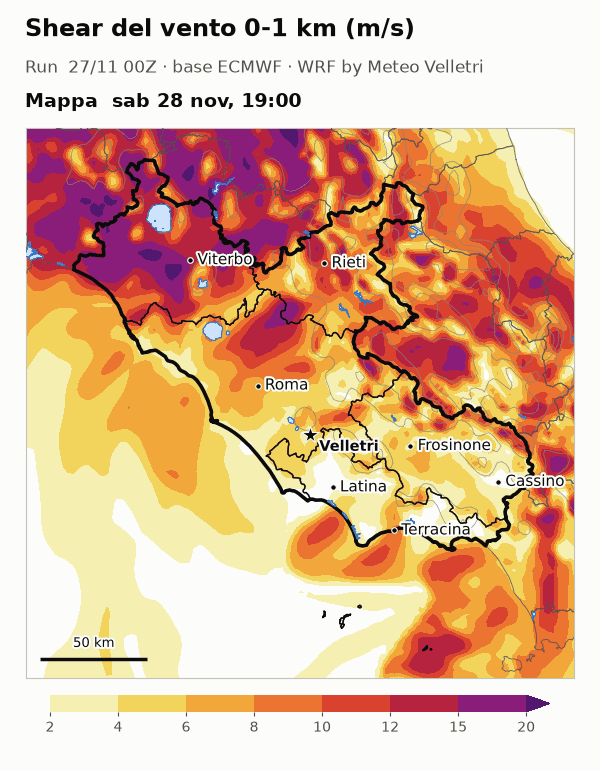 Shear del vento 0-1 km (m/s)
Run  27/11 00Z · base ECMWF · WRF by Meteo Velletri
Mappa  sab 28 nov, 19:00
Viterbo
Rieti
Roma
Velletri
Frosinone
Cassino
Latina
Terracina
50 km
2 4 6 8 10 12 15 20